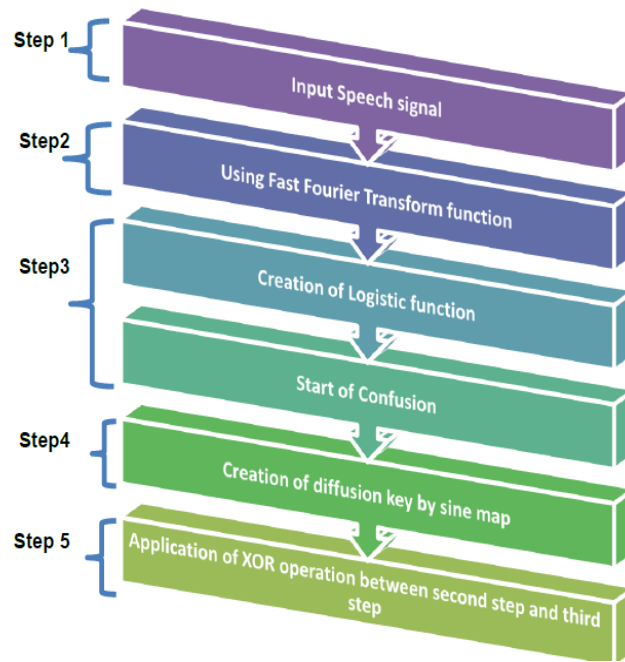 Step 1
Input Speech signal
Step2
Using Fast Fourier Transform function
Step3
Creation of Logistic function
Start of Confusion
Step4
Creation of diffusion key by sine map
Step 5
Application of XOR operation between second step and third
step